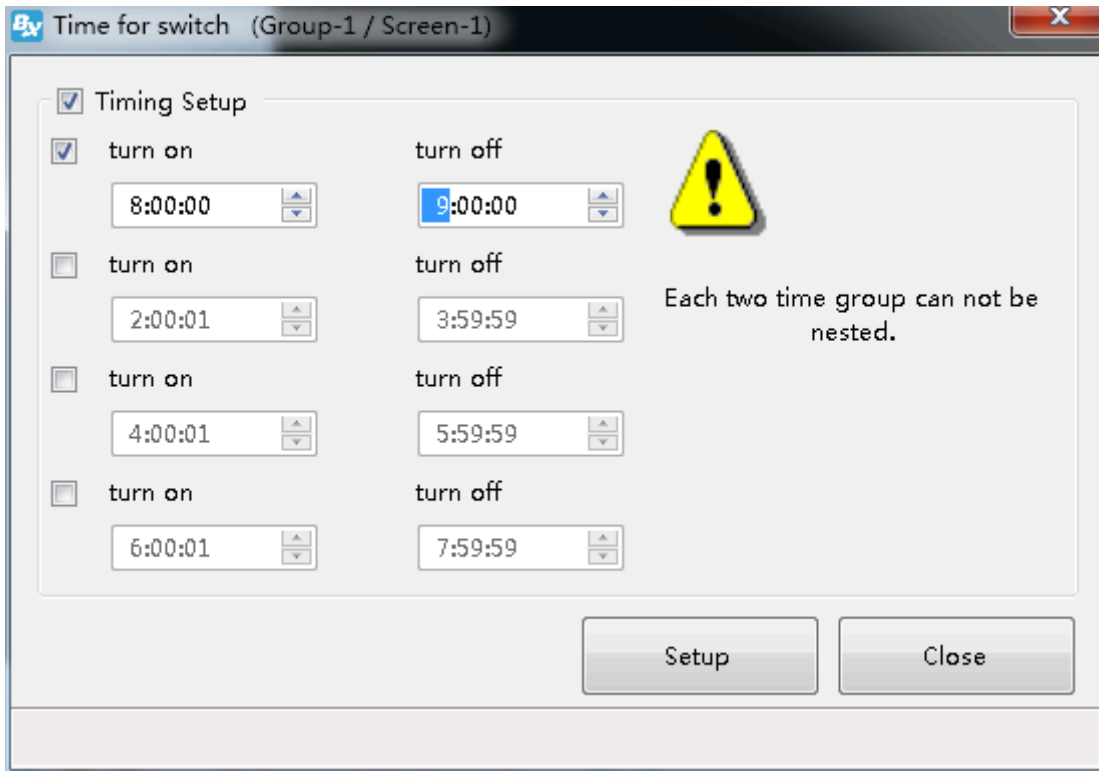 BX Time for switch (Group-1 / Screen-1)
Timing Setup
turn on turn off
8:00:00 9:00:00
turn on turn off
2:00:01 3:59:59
Each two time group can not be
nested.
turn on turn off
4:00:01 5:59:59
turn on turn off
6:00:01 7:59:59
Setup Close